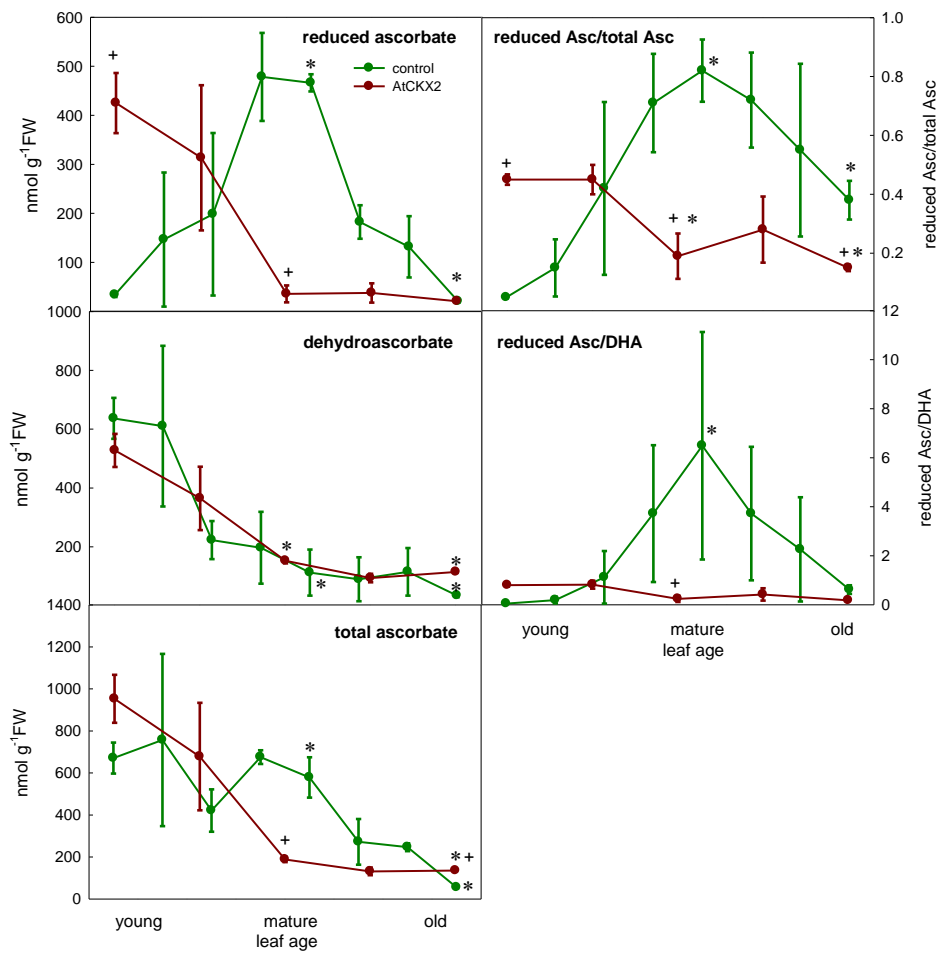 600
500
400
300
200
100
1000
nmol g-1FW
reduced ascorbate
control
AtCKX2
+
*
+
*
reduced Asc/total Asc
+
*
+ *
*
+ *
1.0
0.8
0.6
0.4
0.2
12
reduced Asc/total Asc
800
600
400
200
1400
nmol g-1FW
dehydroascorbate
*
*
*
*
reduced Asc/DHA
*
+
10
8
6
4
2
0
reduced Asc/DHA
young
mature
old
leaf age
1200
1000
800
600
400
200
0
nmol g-1FW
total ascorbate
*
+
* +
*
young
mature
old
leaf age